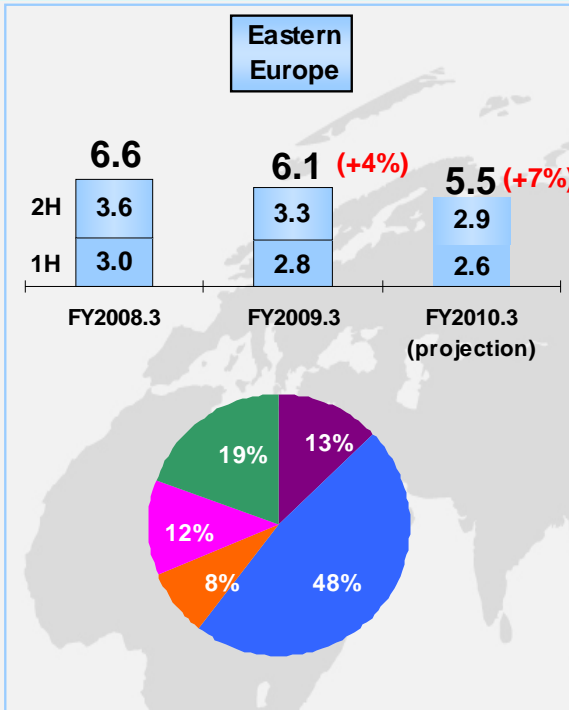 Eastern
Europe
6.6
6.1 (+4%)
5.5 (+7%)
2H 3.6 3.3 2.9
1H 3.0 2.8 2.6
FY2008.3 FY2009.3 FY2010.3
(projection)
19% 13%
12%
8% 48%